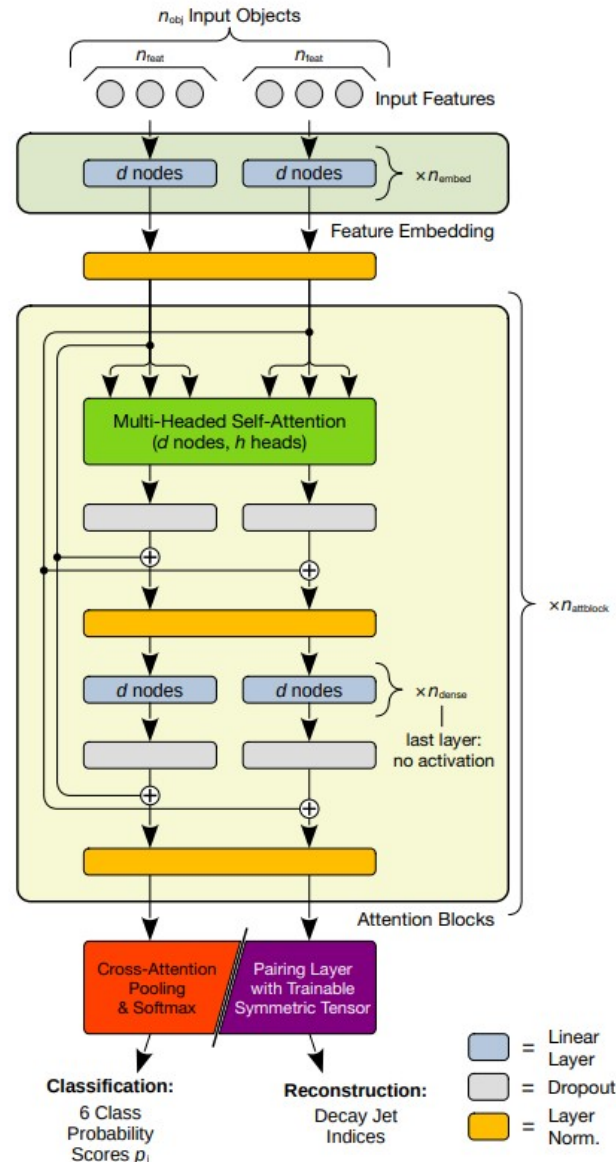 n_obj Input Objects
n_feat n_feat
Input Features
d nodes d nodes × n_embed
Feature Embedding
Multi-Headed Self-Attention
(d nodes, h heads)
× n_attblock
d nodes d nodes × n_dense
last layer:
no activation
Attention Blocks
Cross-Attention
Pooling
& Softmax
Pairing Layer
with Trainable
Symmetric Tensor
Classification:
6 Class
Probability
Scores p_i
Reconstruction:
Decay Jet
Indices
= Linear
Layer
= Dropout
= Layer
Norm.